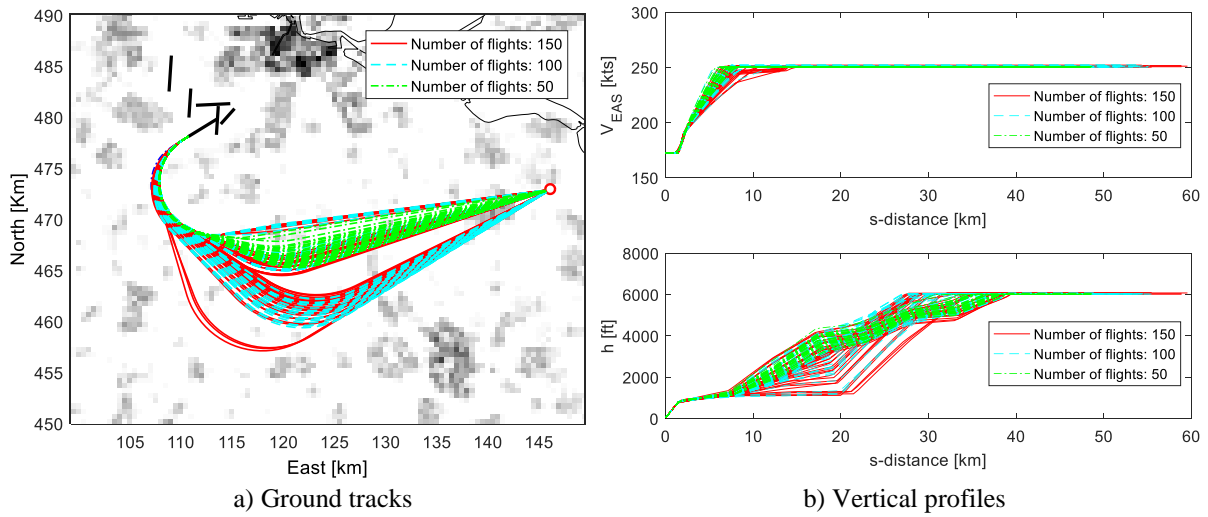 490
485
480
475
470
465
460
455
450
North [Km]
105 110 115 120 125 130 135 140 145
East [km]
Number of flights: 150
Number of flights: 100
Number of flights: 50
a) Ground tracks
300
250
200
150
V_EAS [kts]
0 10 20 30 40 50 60
s-distance [km]
Number of flights: 150
Number of flights: 100
Number of flights: 50
8000
6000
4000
2000
0
h [ft]
0 10 20 30 40 50 60
s-distance [km]
Number of flights: 150
Number of flights: 100
Number of flights: 50
b) Vertical profiles